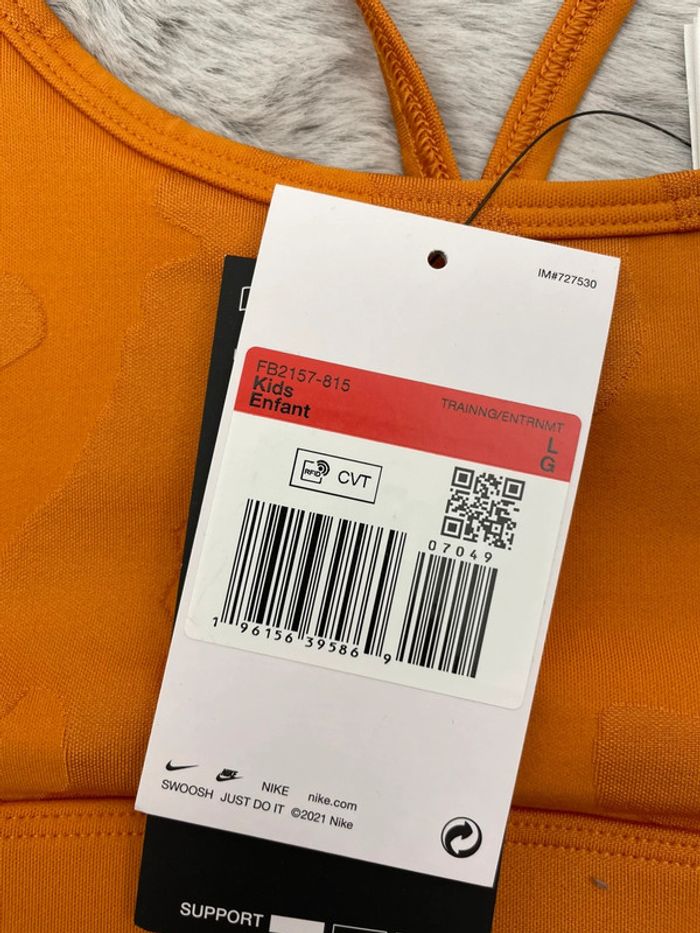 IM#727530
FB2157-815
Kids
Enfant
TRAINNG/ENTRNMT
L
G
RFID CVT
07049
1 96156 39586 9
NIKE nike.com
SWOOSH JUST DO IT ©2021 Nike
SUPPORT